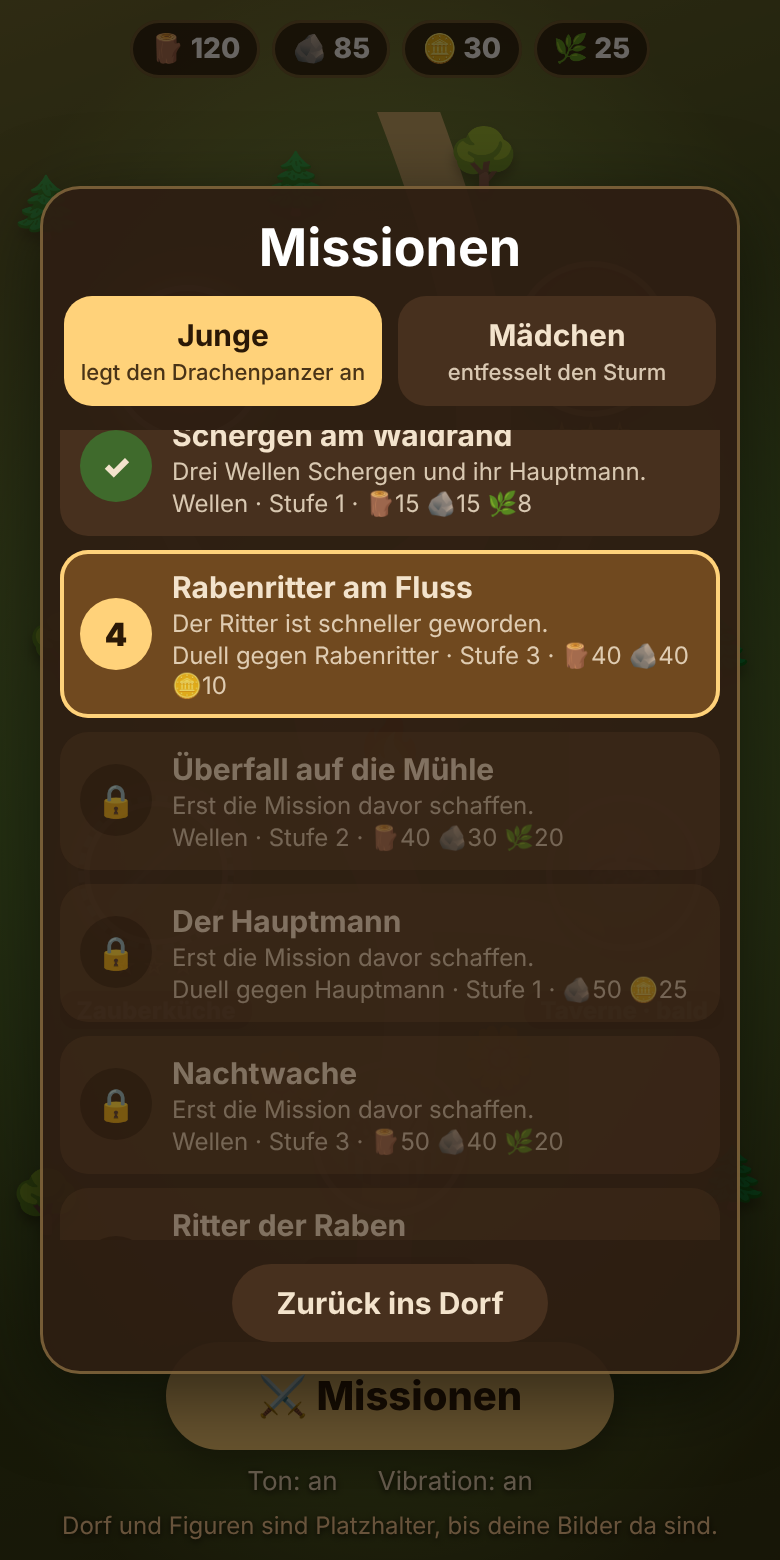 120 85 30 25
Missionen
Junge
legt den Drachenpanzer an
Mädchen
entfesselt den Sturm
Schergen am Waldrand
Drei Wellen Schergen und ihr Hauptmann.
Wellen · Stufe 1 · 15 15 8
4
Rabenritter am Fluss
Der Ritter ist schneller geworden.
Duell gegen Rabenritter · Stufe 3 · 40 40
10
Überfall auf die Mühle
Erst die Mission davor schaffen.
Wellen · Stufe 2 · 40 30 20
Der Hauptmann
Erst die Mission davor schaffen.
Duell gegen Hauptmann · Stufe 1 · 50 25
Nachtwache
Erst die Mission davor schaffen.
Wellen · Stufe 3 · 50 40 20
Ritter der Raben
Zurück ins Dorf
Missionen
Ton: an Vibration: an
Dorf und Figuren sind Platzhalter, bis deine Bilder da sind.